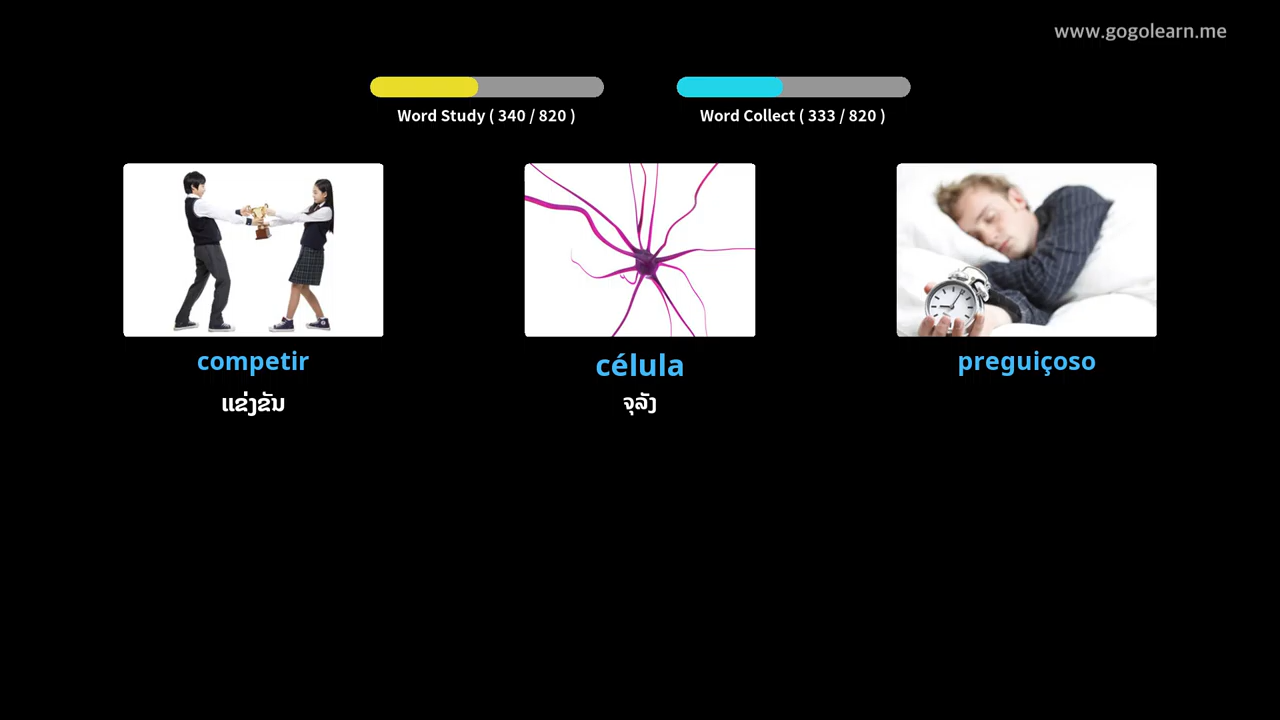 www.gogolearn.me
Word Study ( 340 / 820 )
Word Collect ( 333 / 820 )
competir
ແຂ່ງຂັນ
célula
ຈຸລັງ
preguiçoso